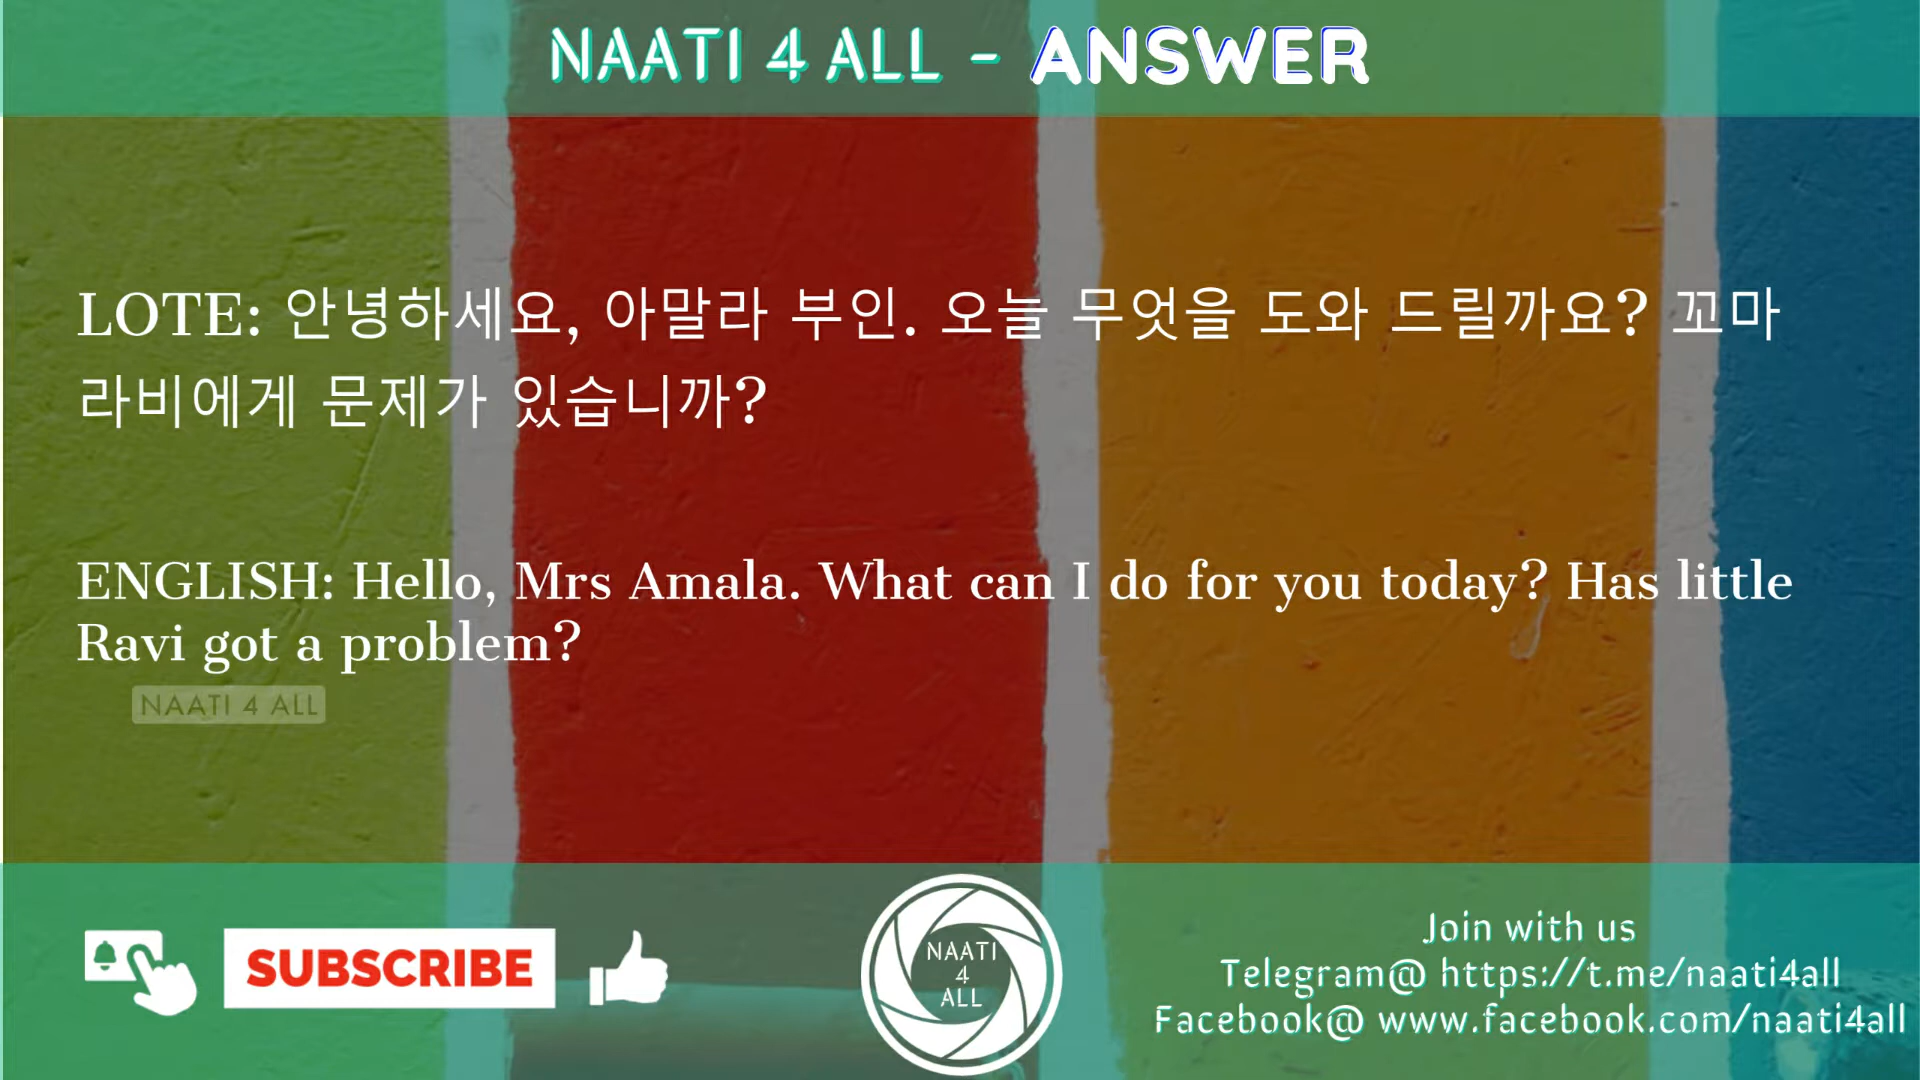 NAATI 4 ALL - ANSWER
LOTE: 안녕하세요, 아말라 부인. 오늘 무엇을 도와 드릴까요? 꼬마
라비에게 문제가 있습니까?
ENGLISH: Hello, Mrs Amala. What can I do for you today? Has little
Ravi got a problem?
NAATI 4 ALL
SUBSCRIBE
NAATI
4
ALL
Join with us
Telegram@ https://t.me/naati4all
Facebook@ www.facebook.com/naati4all